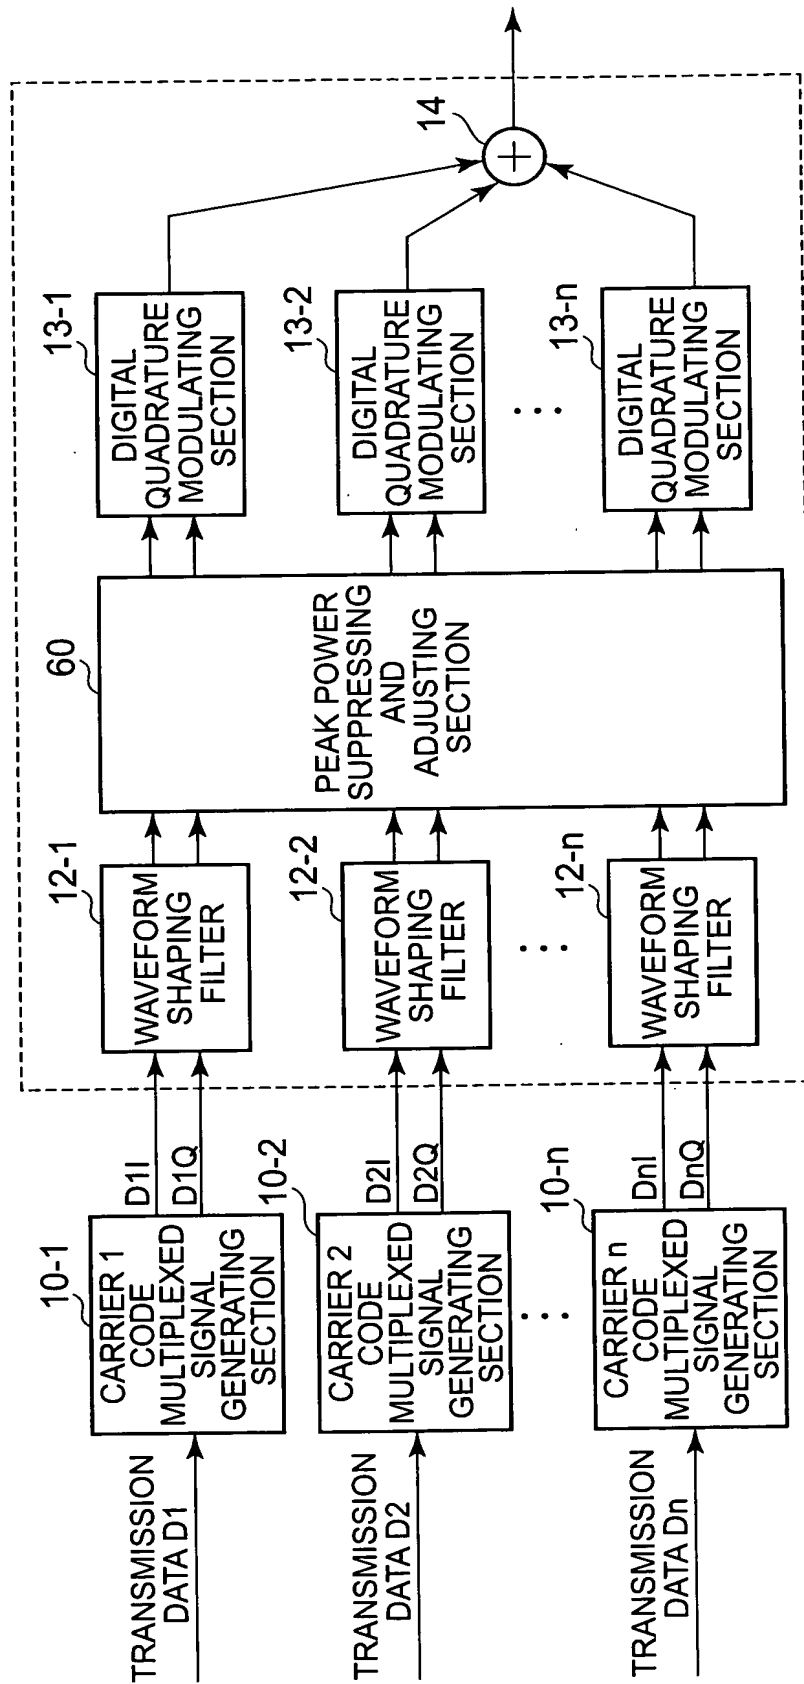 TRANSMISSION
DATA D1
10-1
CARRIER 1
CODE
MULTIPLEXED
SIGNAL
GENERATING
SECTION
D1I
D1Q
12-1
WAVEFORM
SHAPING
FILTER
TRANSMISSION
DATA D2
10-2
CARRIER 2
CODE
MULTIPLEXED
SIGNAL
GENERATING
SECTION
D2I
D2Q
12-2
WAVEFORM
SHAPING
FILTER
TRANSMISSION
DATA Dn
10-n
CARRIER n
CODE
MULTIPLEXED
SIGNAL
GENERATING
SECTION
DnI
DnQ
12-n
WAVEFORM
SHAPING
FILTER
60
PEAK POWER
SUPPRESSING
AND
ADJUSTING
SECTION
13-1
DIGITAL
QUADRATURE
MODULATING
SECTION
13-2
DIGITAL
QUADRATURE
MODULATING
SECTION
13-n
DIGITAL
QUADRATURE
MODULATING
SECTION
14